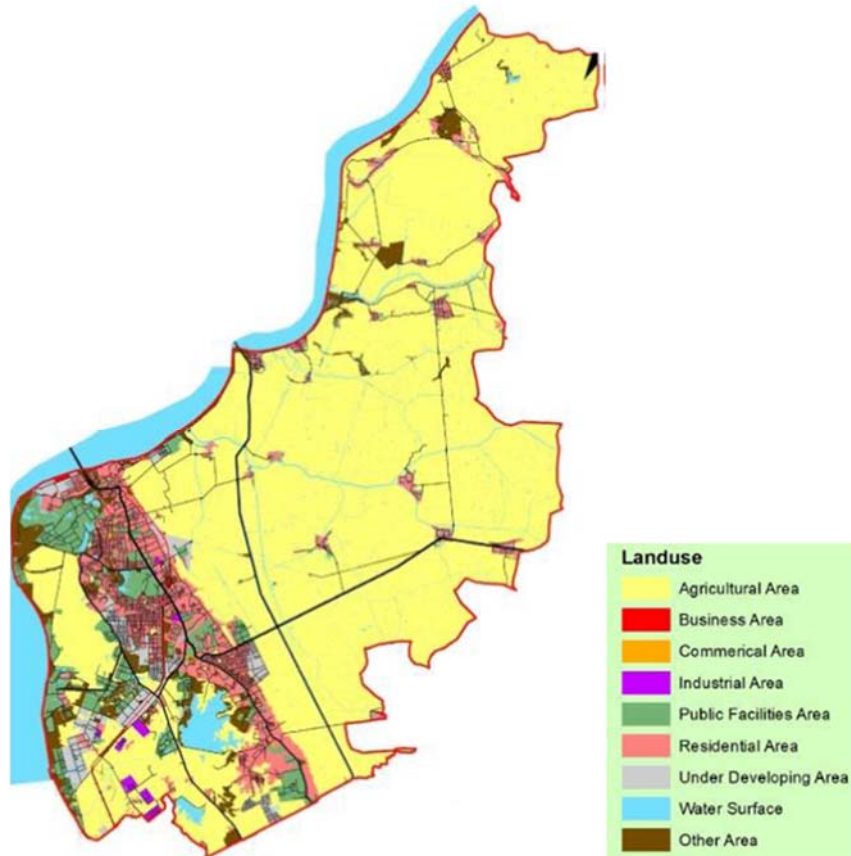 Landuse
Agricultural Area
Business Area
Commerical Area
Industrial Area
Public Facilities Area
Residential Area
Under Developing Area
Water Surface
Other Area